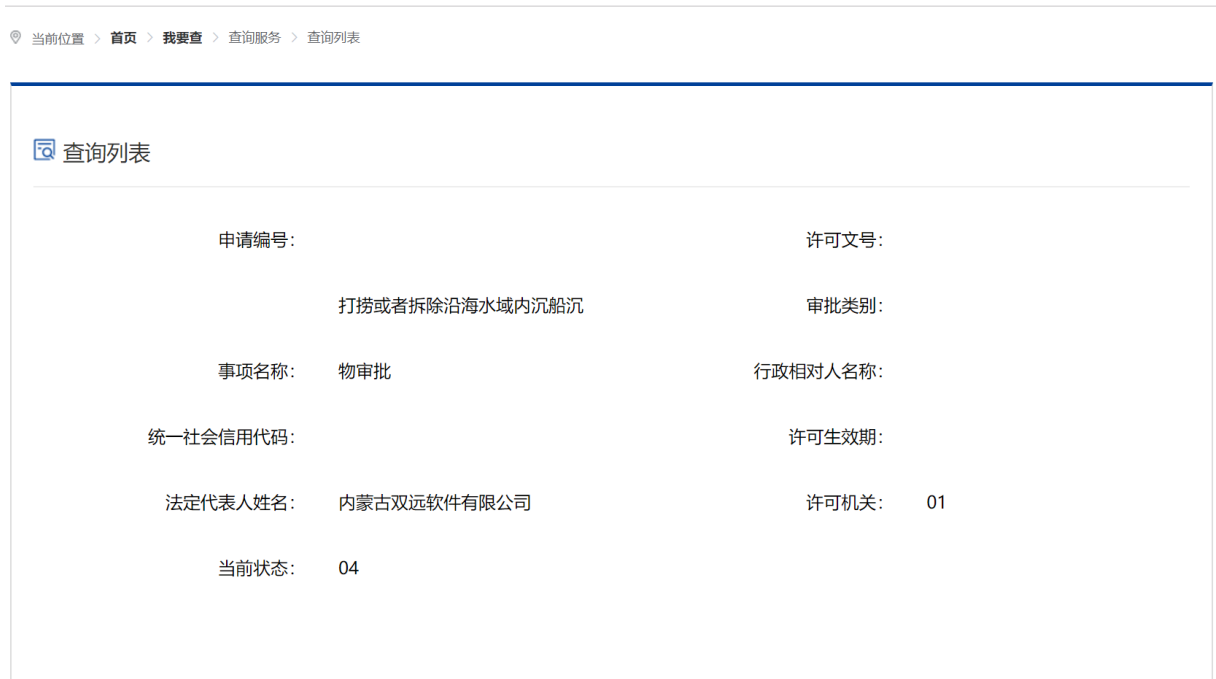 当前位置 > 首页 > 我要查 > 查询服务 > 查询列表
查询列表
申请编号： 许可文号：
打捞或者拆除沿海水域内沉船沉 审批类别：
事项名称： 物审批 行政相对人名称：
统一社会信用代码： 许可生效期：
法定代表人姓名： 内蒙古双远软件有限公司 许可机关： 01
当前状态： 04